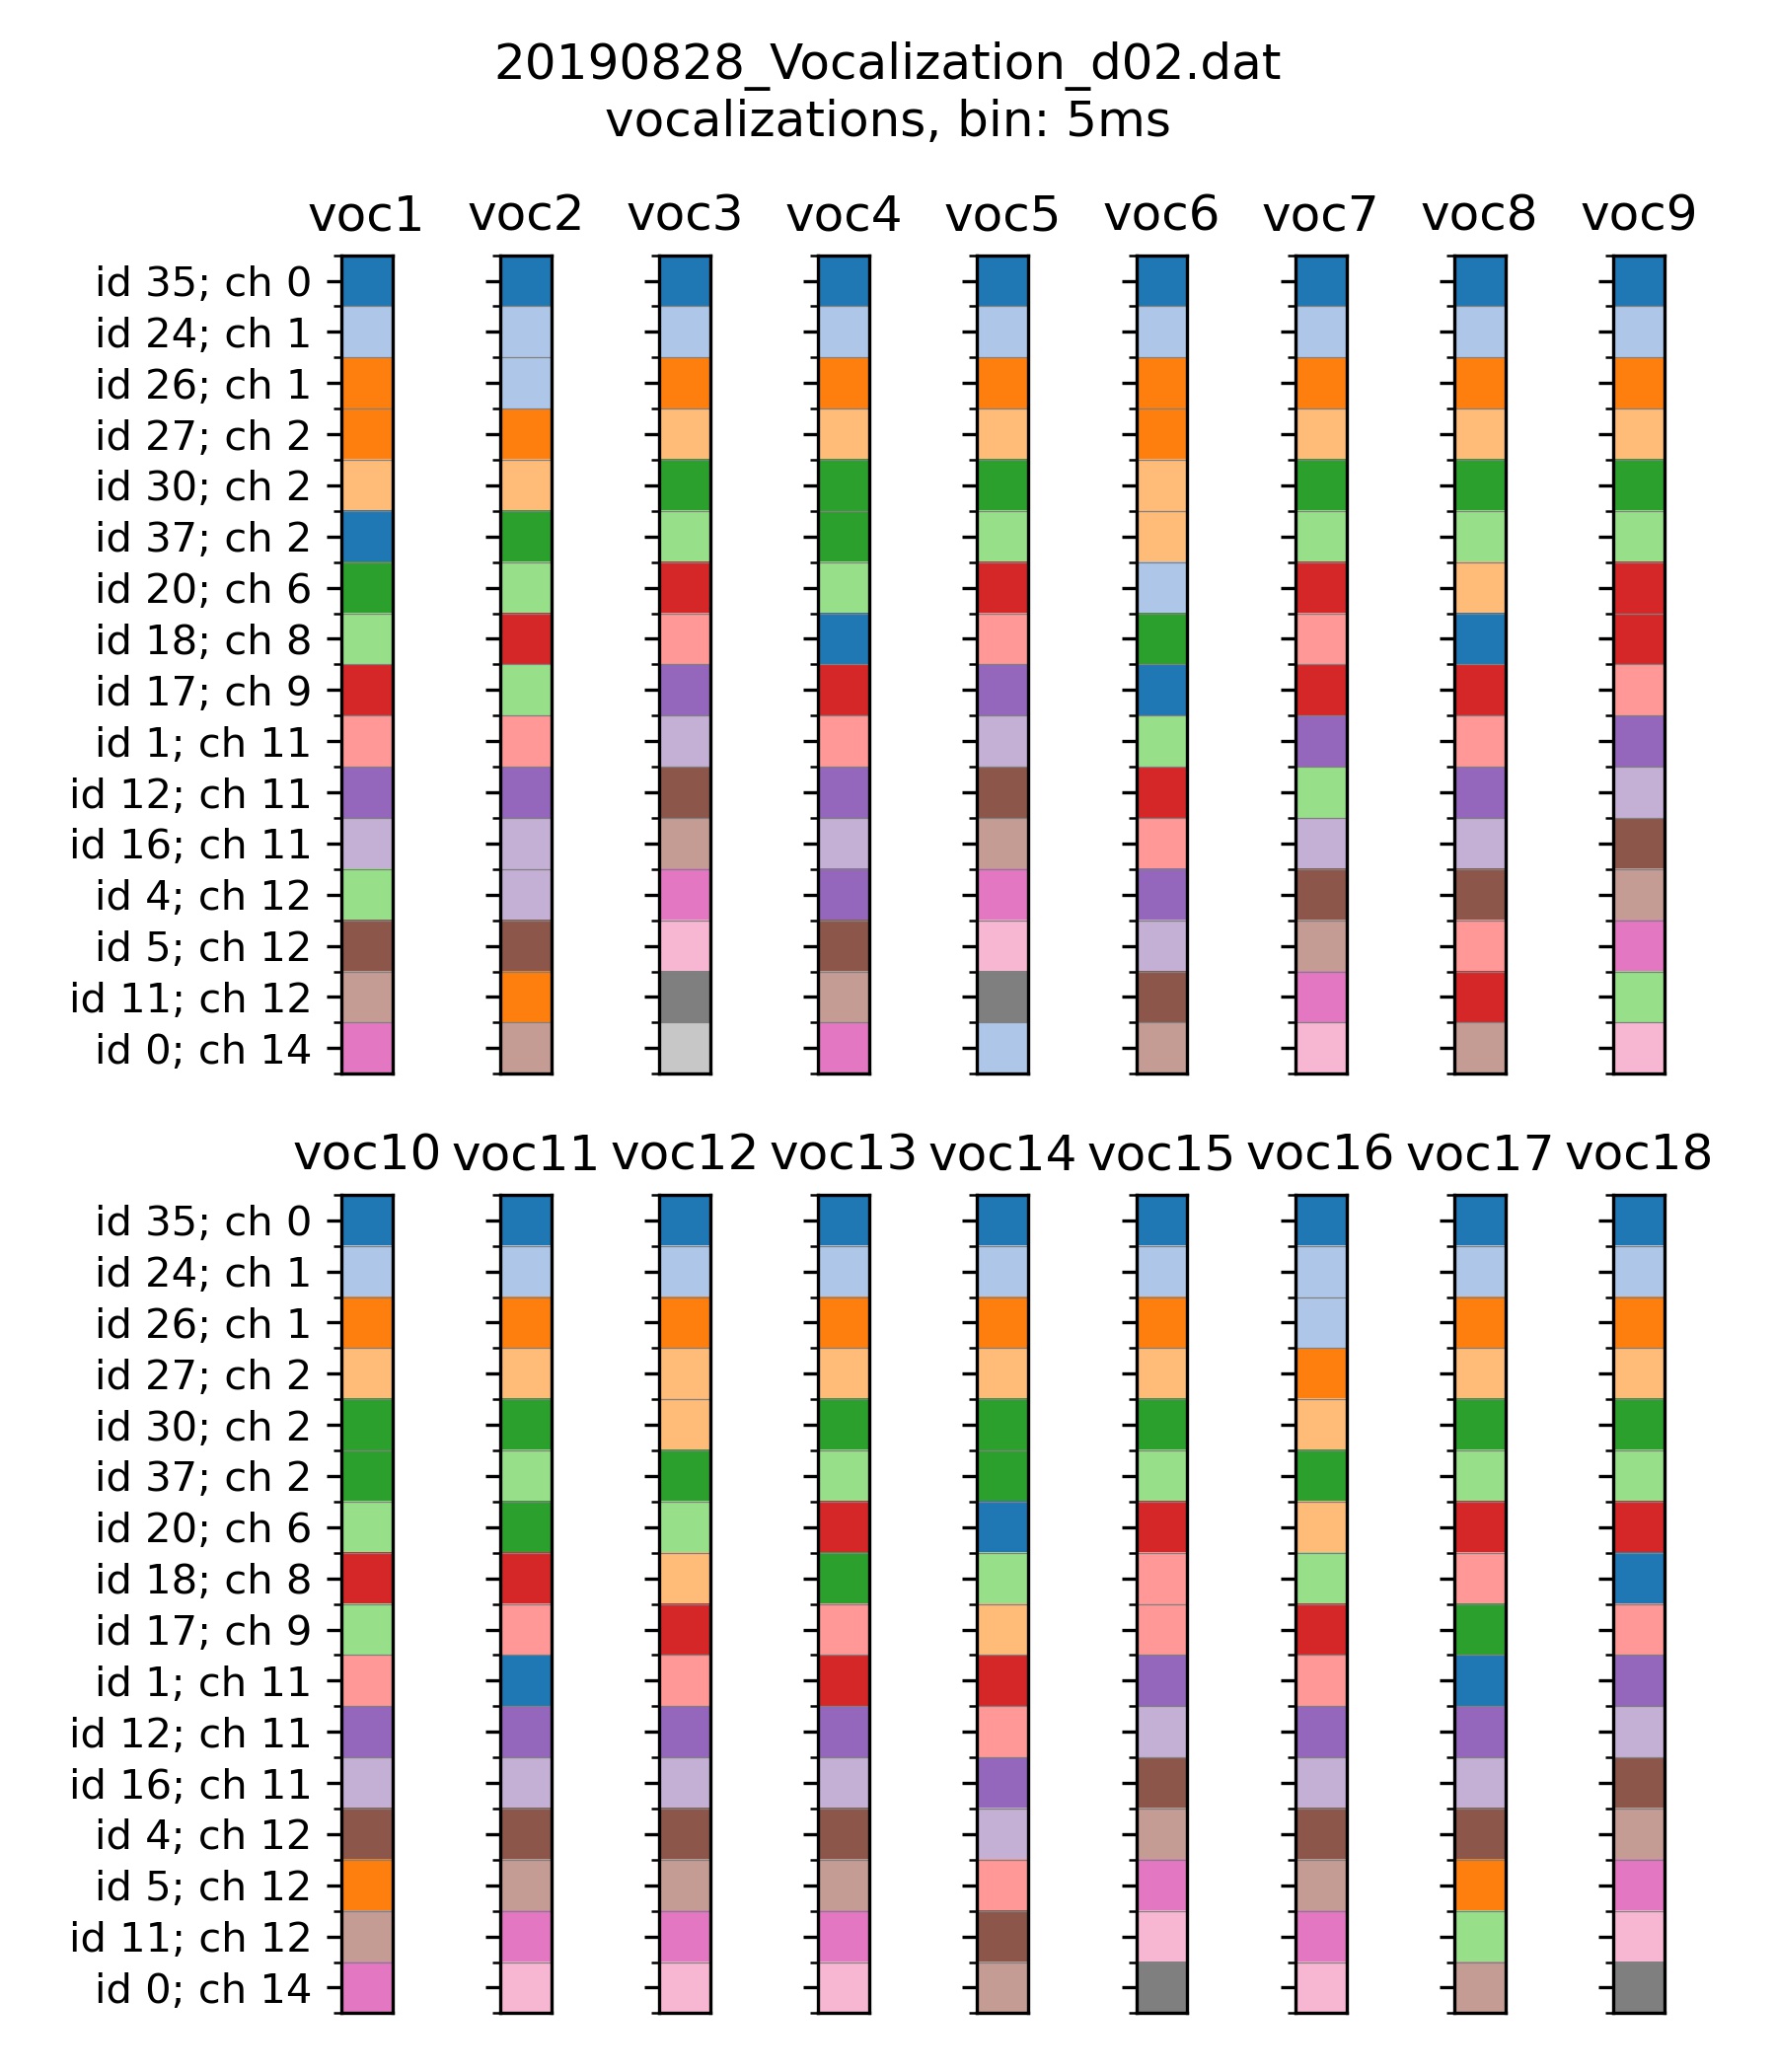 20190828_Vocalization_d02.dat
vocalizations, bin: 5ms
voc1 voc2 voc3 voc4 voc5 voc6 voc7 voc8 voc9
id 35; ch 0
id 24; ch 1
id 26; ch 1
id 27; ch 2
id 30; ch 2
id 37; ch 2
id 20; ch 6
id 18; ch 8
id 17; ch 9
id 1; ch 11
id 12; ch 11
id 16; ch 11
id 4; ch 12
id 5; ch 12
id 11; ch 12
id 0; ch 14
voc10 voc11 voc12 voc13 voc14 voc15 voc16 voc17 voc18
id 35; ch 0
id 24; ch 1
id 26; ch 1
id 27; ch 2
id 30; ch 2
id 37; ch 2
id 20; ch 6
id 18; ch 8
id 17; ch 9
id 1; ch 11
id 12; ch 11
id 16; ch 11
id 4; ch 12
id 5; ch 12
id 11; ch 12
id 0; ch 14